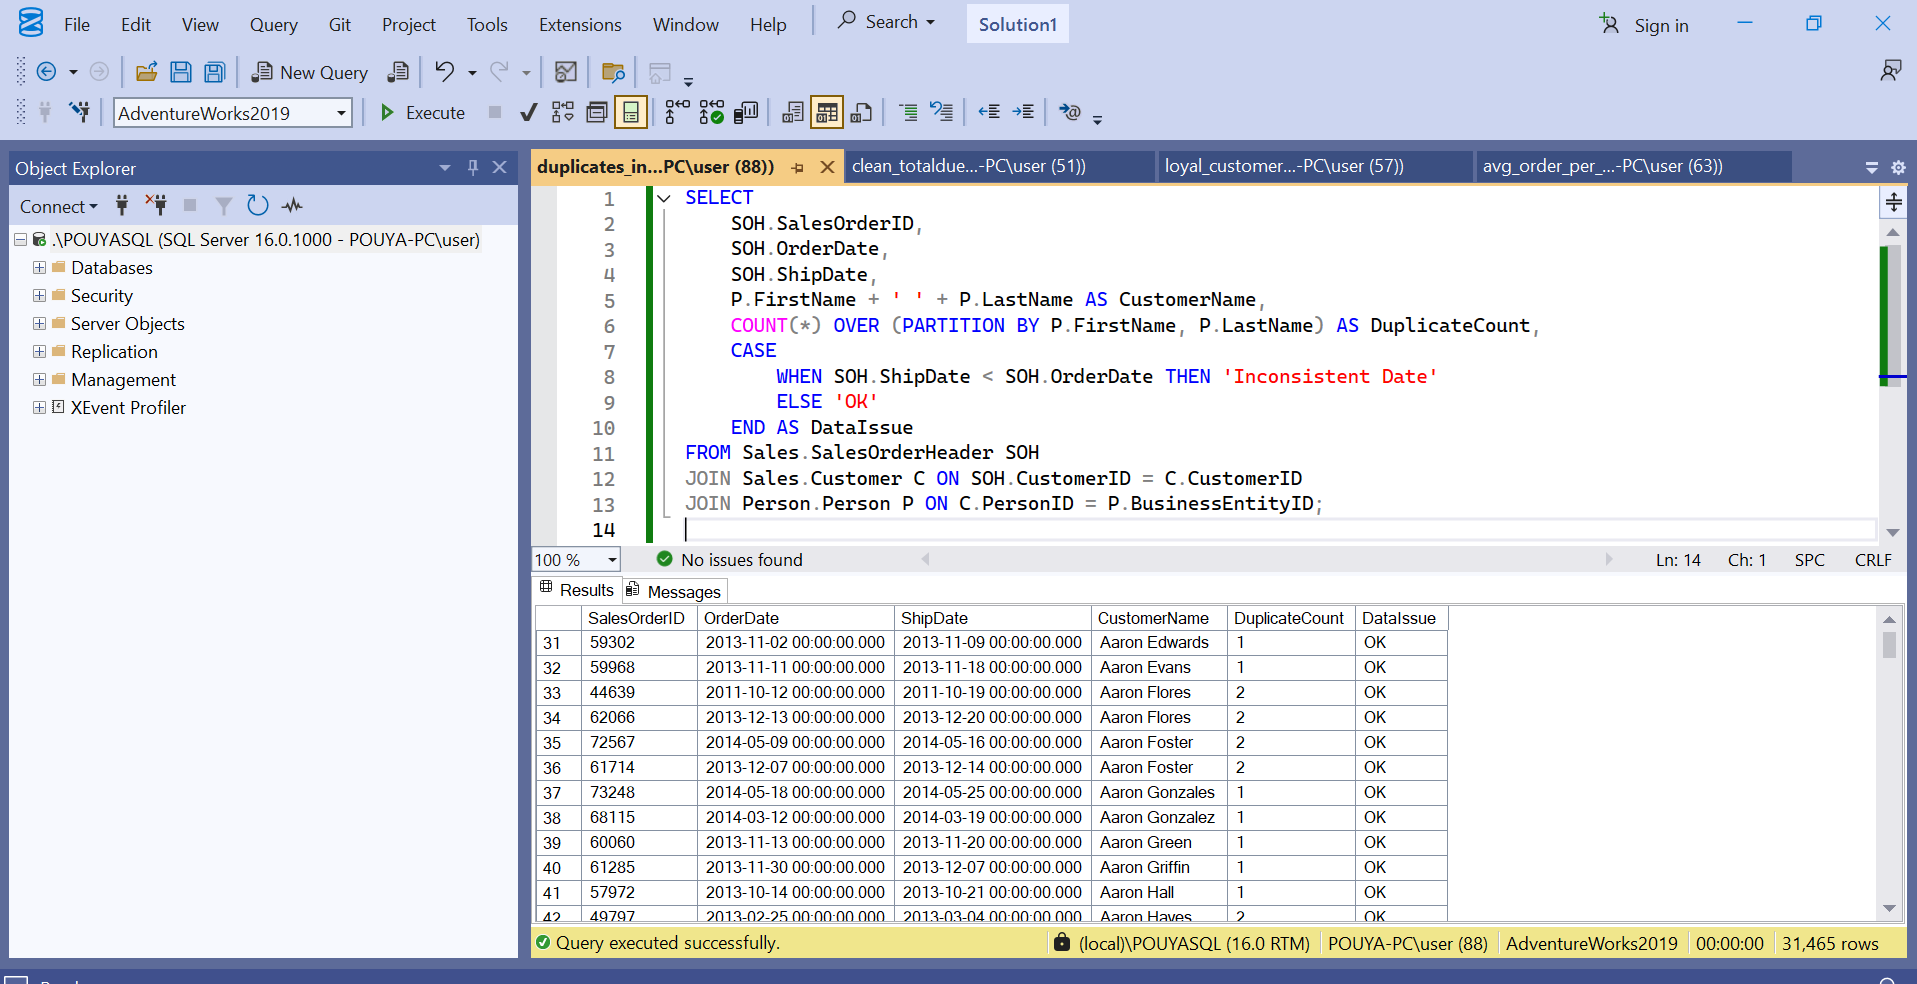 File Edit View Query Git Project Tools Extensions Window Help Search Solution1 Sign in
New Query
AdventureWorks2019 Execute
Object Explorer
Connect
.\POUYASQL (SQL Server 16.0.1000 - POUYA-PC\user)
Databases
Security
Server Objects
Replication
Management
XEvent Profiler
duplicates_in...PC\user (88)) clean_totaldue...-PC\user (51)) loyal_customer...-PC\user (57)) avg_order_per_...-PC\user (63))
1 SELECT
2 SOH.SalesOrderID,
3 SOH.OrderDate,
4 SOH.ShipDate,
5 P.FirstName + ' ' + P.LastName AS CustomerName,
6 COUNT(*) OVER (PARTITION BY P.FirstName, P.LastName) AS DuplicateCount,
7 CASE
8 WHEN SOH.ShipDate < SOH.OrderDate THEN 'Inconsistent Date'
9 ELSE 'OK'
10 END AS DataIssue
11 FROM Sales.SalesOrderHeader SOH
12 JOIN Sales.Customer C ON SOH.CustomerID = C.CustomerID
13 JOIN Person.Person P ON C.PersonID = P.BusinessEntityID;
14
100 % No issues found Ln: 14 Ch: 1 SPC CRLF
Results Messages
SalesOrderID OrderDate ShipDate CustomerName DuplicateCount DataIssue
31 59302 2013-11-02 00:00:00.000 2013-11-09 00:00:00.000 Aaron Edwards 1 OK
32 59968 2013-11-11 00:00:00.000 2013-11-18 00:00:00.000 Aaron Evans 1 OK
33 44639 2011-10-12 00:00:00.000 2011-10-19 00:00:00.000 Aaron Flores 2 OK
34 62066 2013-12-13 00:00:00.000 2013-12-20 00:00:00.000 Aaron Flores 2 OK
35 72567 2014-05-09 00:00:00.000 2014-05-16 00:00:00.000 Aaron Foster 2 OK
36 61714 2013-12-07 00:00:00.000 2013-12-14 00:00:00.000 Aaron Foster 2 OK
37 73248 2014-05-18 00:00:00.000 2014-05-25 00:00:00.000 Aaron Gonzales 1 OK
38 68115 2014-03-12 00:00:00.000 2014-03-19 00:00:00.000 Aaron Gonzalez 1 OK
39 60060 2013-11-13 00:00:00.000 2013-11-20 00:00:00.000 Aaron Green 1 OK
40 61285 2013-11-30 00:00:00.000 2013-12-07 00:00:00.000 Aaron Griffin 1 OK
41 57972 2013-10-14 00:00:00.000 2013-10-21 00:00:00.000 Aaron Hall 1 OK
42 49797 2013-02-25 00:00:00.000 2013-03-04 00:00:00.000 Aaron Hayes 2 OK
Query executed successfully. (local)\POUYASQL (16.0 RTM) POUYA-PC\user (88) AdventureWorks2019 00:00:00 31,465 rows